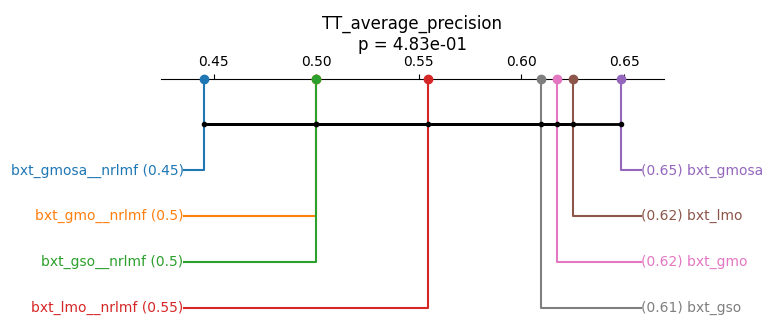 TT_average_precision
p = 4.83e-01
0.45 0.50 0.55 0.60 0.65
bxt_gmosa__nrlmf (0.45) (0.65) bxt_gmosa
bxt_gmo__nrlmf (0.5) (0.62) bxt_lmo
bxt_gso__nrlmf (0.5) (0.62) bxt_gmo
bxt_lmo__nrlmf (0.55) (0.61) bxt_gso